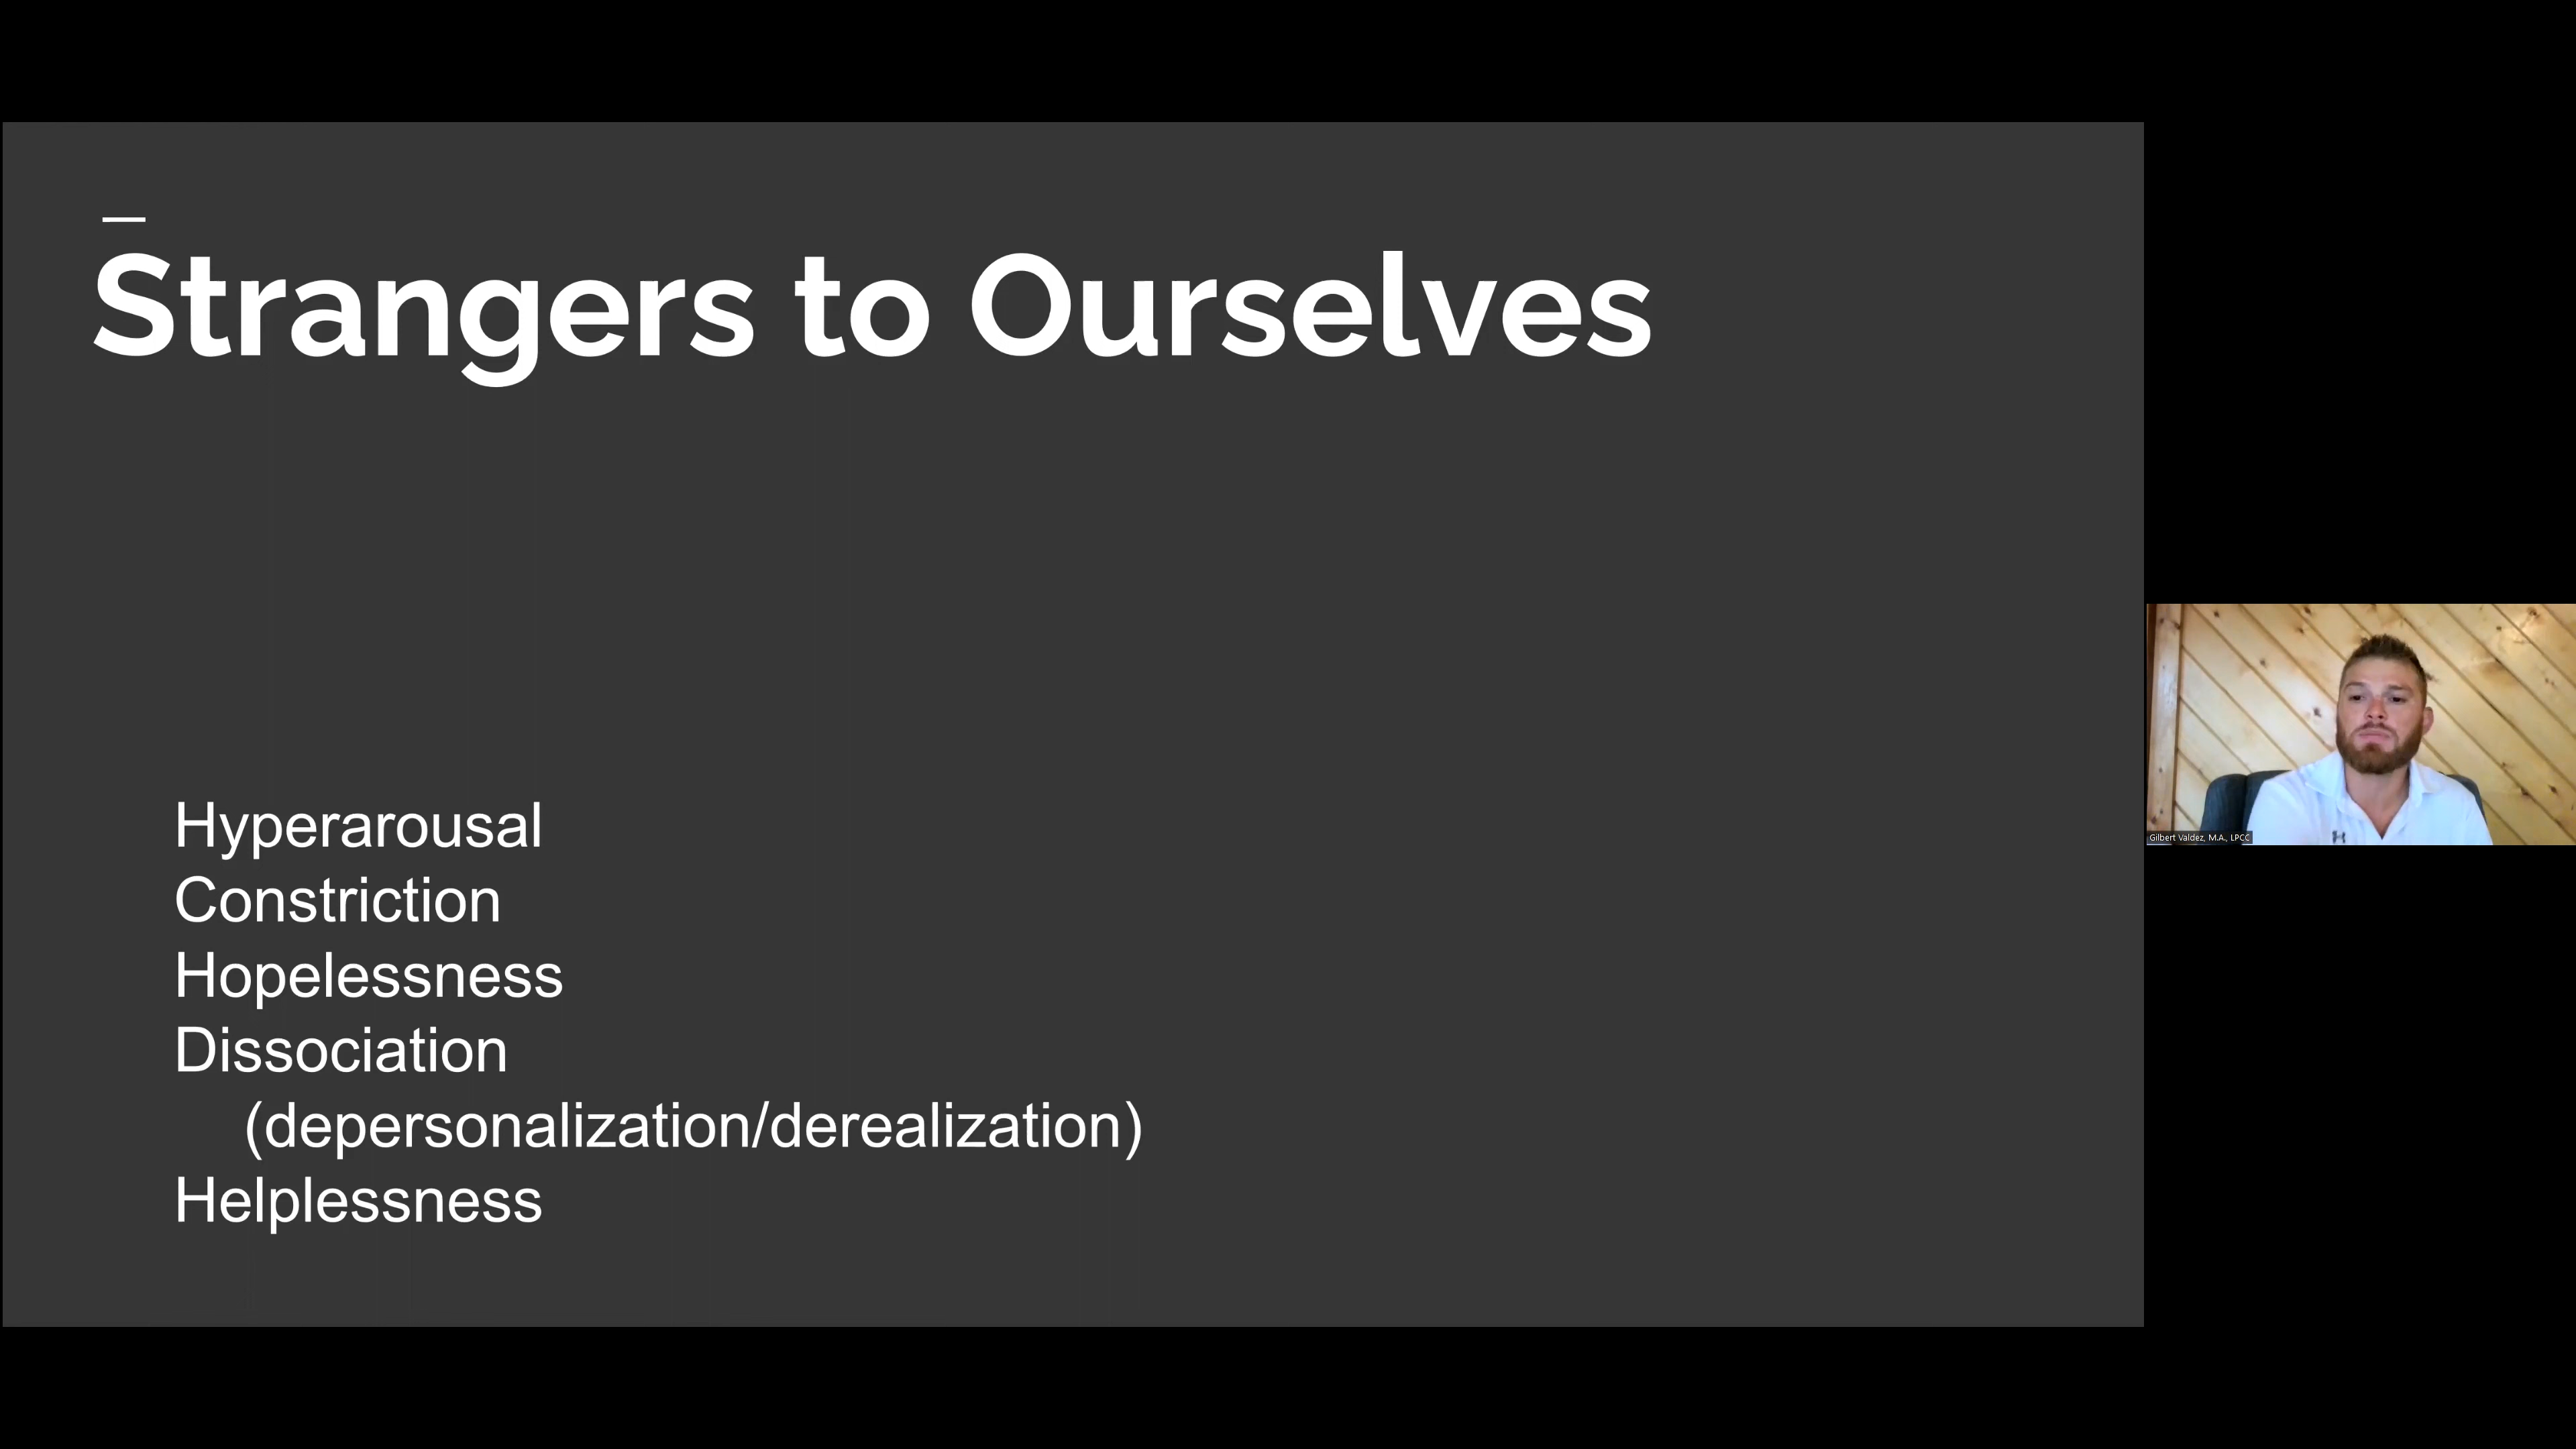 Strangers to Ourselves
Hyperarousal
Constriction
Hopelessness
Dissociation
(depersonalization/derealization)
Helplessness
Gilbert Valdez, M.A., LPCC